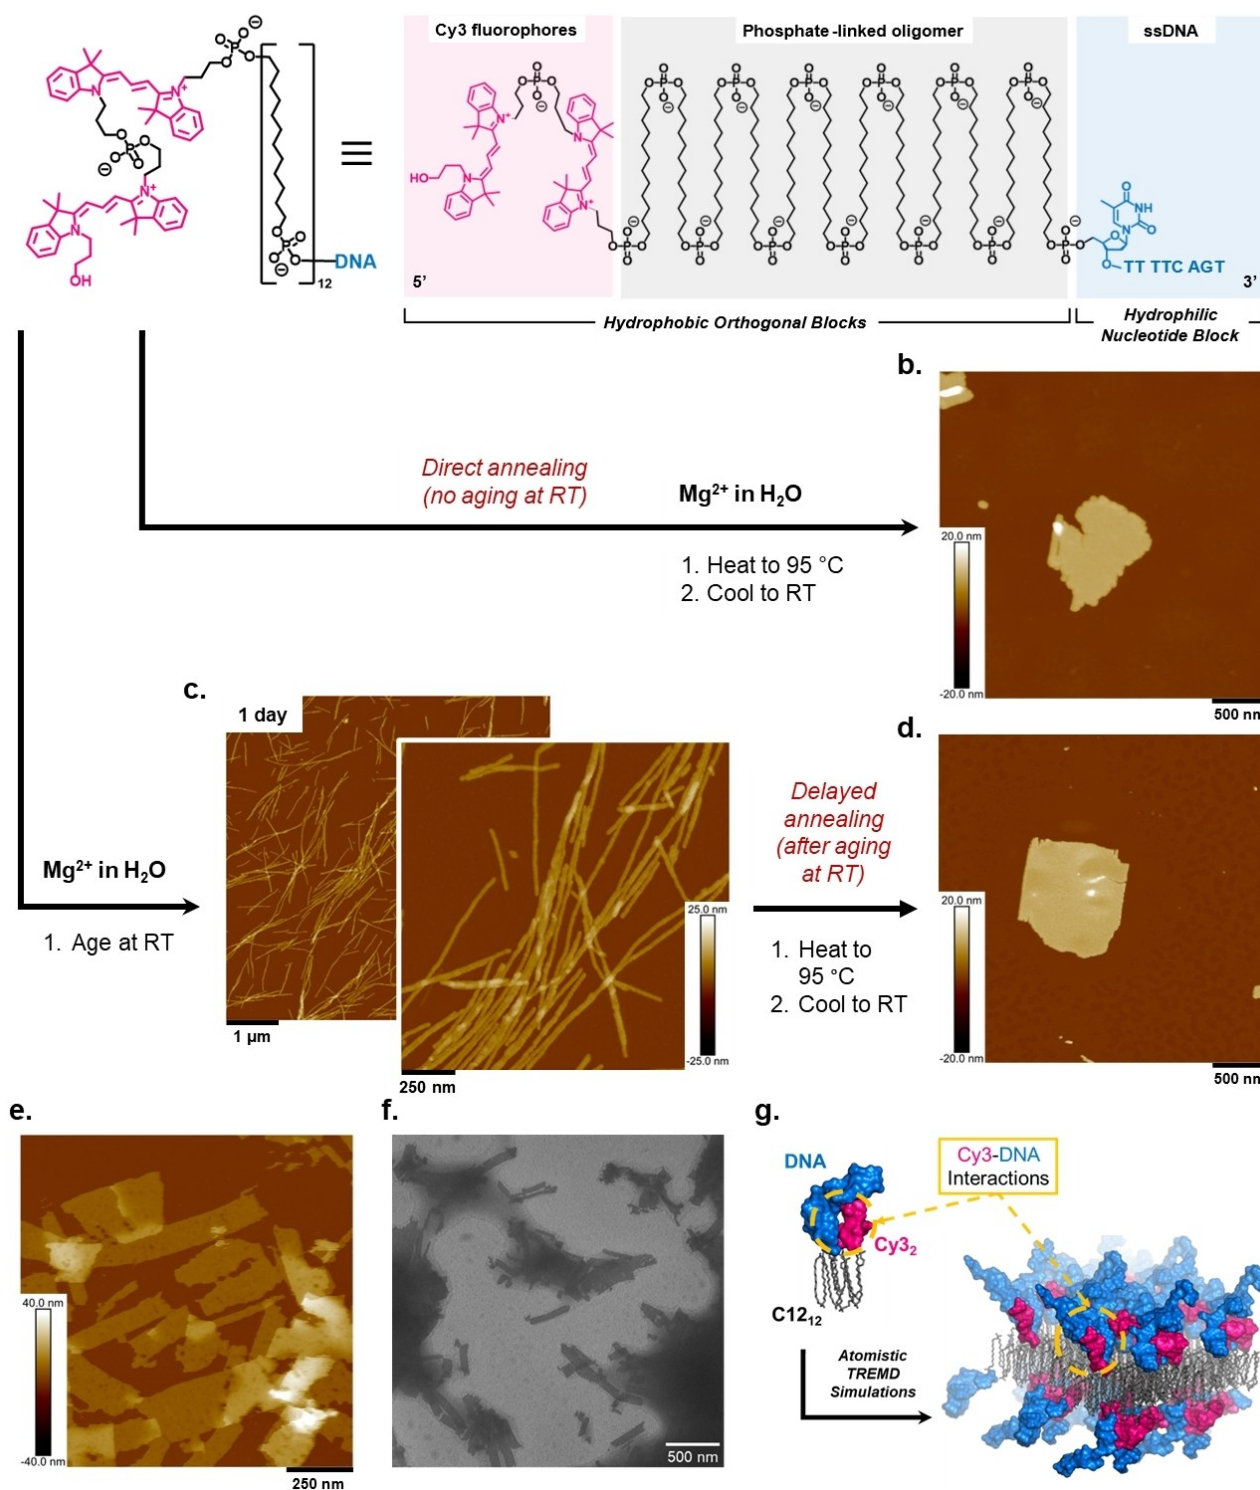 Cy3 fluorophores
Phosphate-linked oligomer
ssDNA
DNA
12
OH
HO
5’
TT TTC AGT
3’
Hydrophobic Orthogonal Blocks
Hydrophilic
Nucleotide Block
b.
Direct annealing
(no aging at RT)
Mg2+ in H2O
1. Heat to 95 °C
2. Cool to RT
20.0 nm
-20.0 nm
500 nm
c.
1 day
1 µm
25.0 nm
-25.0 nm
250 nm
Mg2+ in H2O
1. Age at RT
Delayed
annealing
(after aging
at RT)
1. Heat to
95 °C
2. Cool to RT
d.
20.0 nm
-20.0 nm
500 nm
e.
40.0 nm
-40.0 nm
250 nm
f.
500 nm
g.
DNA
Cy3-DNA
Interactions
Cy32
C1212
Atomistic
TREMD
Simulations